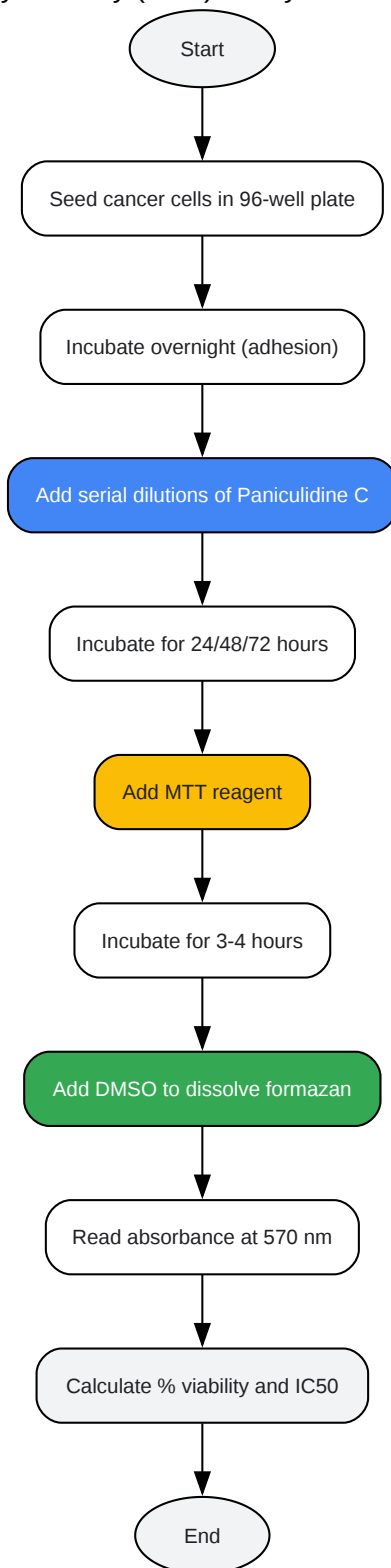 Start
Seed cancer cells in 96-well plate
Incubate overnight (adhesion)
Add serial dilutions of Paniculidine C
Incubate for 24/48/72 hours
Add MTT reagent
Incubate for 3-4 hours
Add DMSO to dissolve formazan
Read absorbance at 570 nm
Calculate % viability and IC50
End